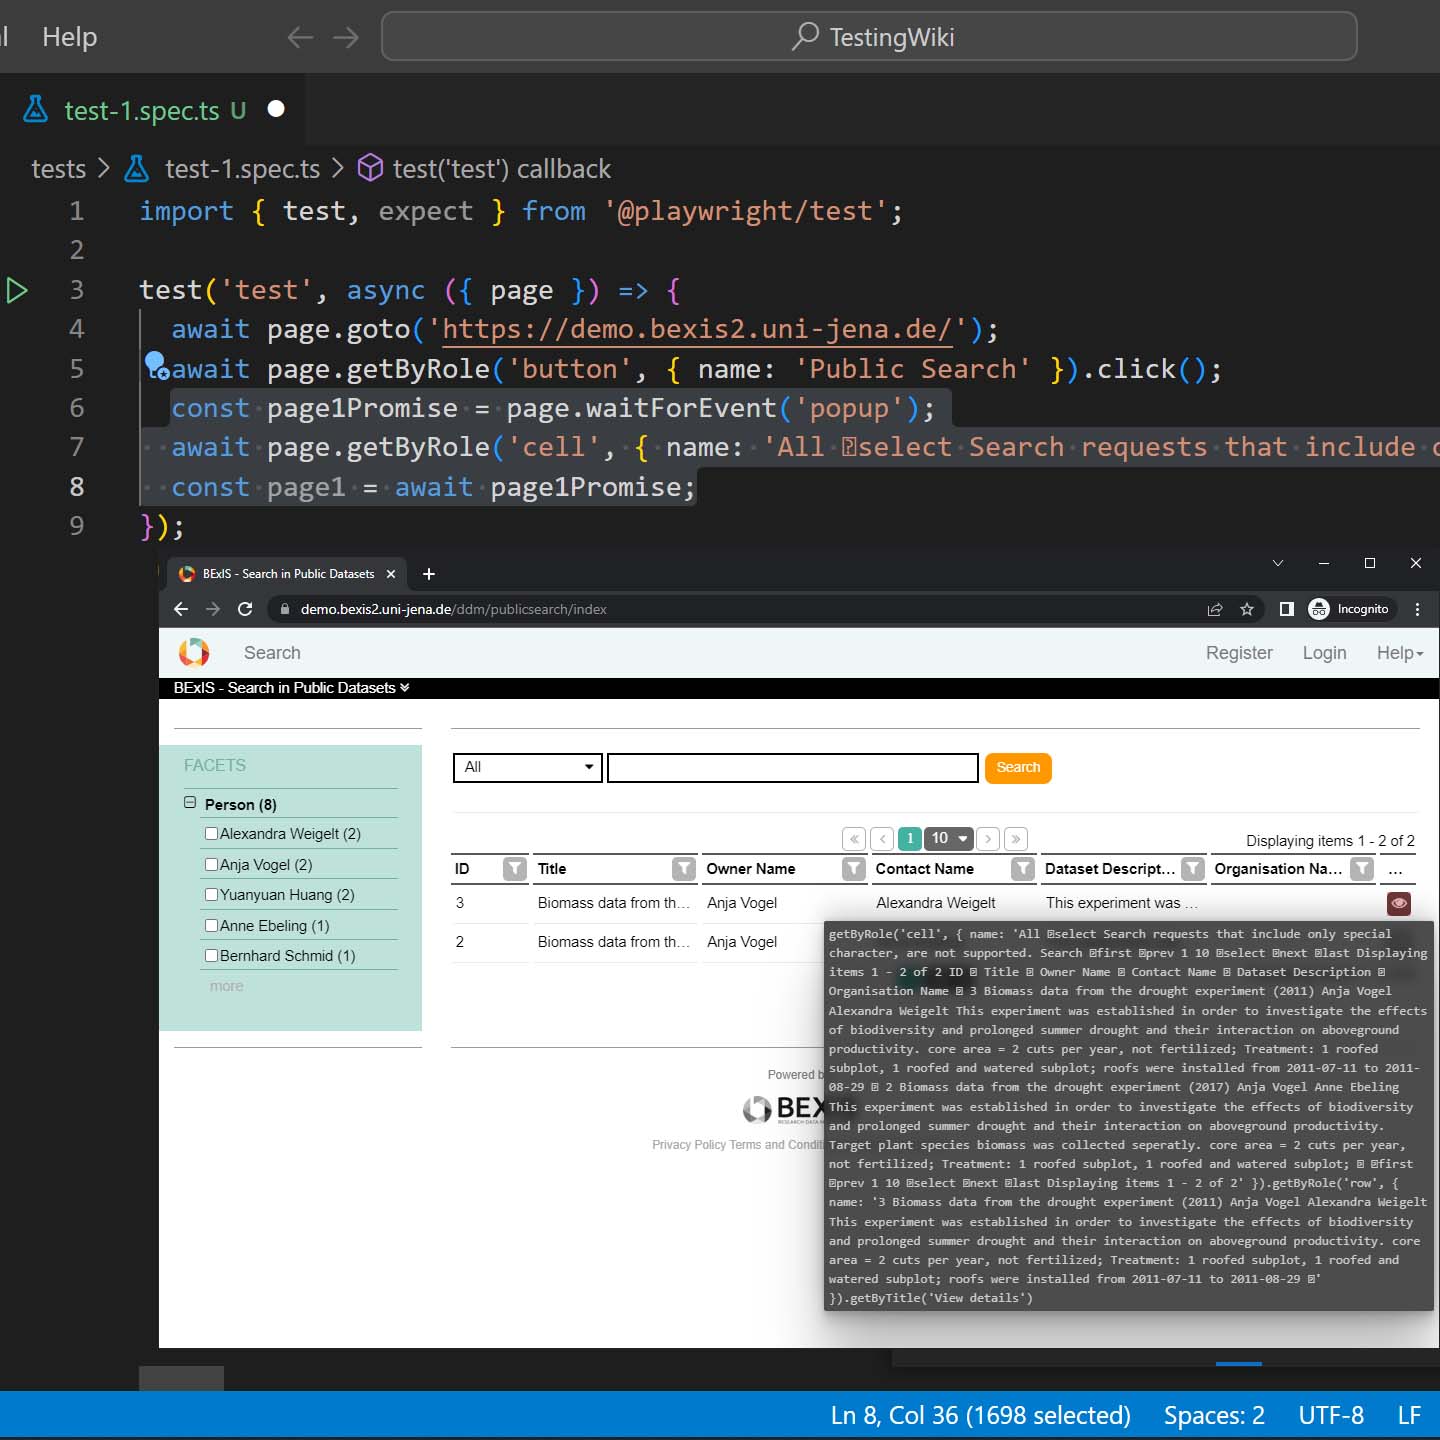 Help
TestingWiki
test-1.spec.ts U
tests > test-1.spec.ts > test('test') callback
1 import { test, expect } from '@playwright/test';
2
3 test('test', async ({ page }) => {
4 await page.goto('https://demo.bexis2.uni-jena.de/');
5 await page.getByRole('button', { name: 'Public Search' }).click();
6 const page1Promise = page.waitForEvent('popup');
7 await page.getByRole('cell', { name: 'All select Search requests that include
8 const page1 = await page1Promise;
9 });
BExIS - Search in Public Datasets
demo.bexis2.uni-jena.de/ddm/publicsearch/index
Incognito
Search Register Login Help
BExIS - Search in Public Datasets
FACETS
Person (8)
Alexandra Weigelt (2)
Anja Vogel (2)
Yuanyuan Huang (2)
Anne Ebeling (1)
Bernhard Schmid (1)
more
All Search
1 10
Displaying items 1 - 2 of 2
ID Title Owner Name Contact Name Dataset Descript... Organisation Na... ...
3 Biomass data from th... Anja Vogel Alexandra Weigelt This experiment was ...
2 Biomass data from th... Anja Vogel
getByRole('cell', { name: 'All select Search requests that include only special
character, are not supported. Search first prev 1 10 select next last Displaying
items 1 - 2 of 2 ID Title Owner Name Contact Name Dataset Description
Organisation Name 3 Biomass data from the drought experiment (2011) Anja Vogel
Alexandra Weigelt This experiment was established in order to investigate the effects
of biodiversity and prolonged summer drought and their interaction on aboveground
productivity. core area = 2 cuts per year, not fertilized; Treatment: 1 roofed
subplot, 1 roofed and watered subplot; roofs were installed from 2011-07-11 to 2011-
08-29 2 Biomass data from the drought experiment (2017) Anja Vogel Anne Ebeling
This experiment was established in order to investigate the effects of biodiversity
and prolonged summer drought and their interaction on aboveground productivity.
Target plant species biomass was collected seperatly. core area = 2 cuts per year,
not fertilized; Treatment: 1 roofed subplot, 1 roofed and watered subplot; first
prev 1 10 select next last Displaying items 1 - 2 of 2' }).getByRole('row', {
name: '3 Biomass data from the drought experiment (2011) Anja Vogel Alexandra Weigelt
This experiment was established in order to investigate the effects of biodiversity
and prolonged summer drought and their interaction on aboveground productivity. core
area = 2 cuts per year, not fertilized; Treatment: 1 roofed subplot, 1 roofed and
watered subplot; roofs were installed from 2011-07-11 to 2011-08-29 '
}).getByTitle('View details')
Powered b
BEX
Privacy Policy Terms and Conditi
Ln 8, Col 36 (1698 selected) Spaces: 2 UTF-8 LF